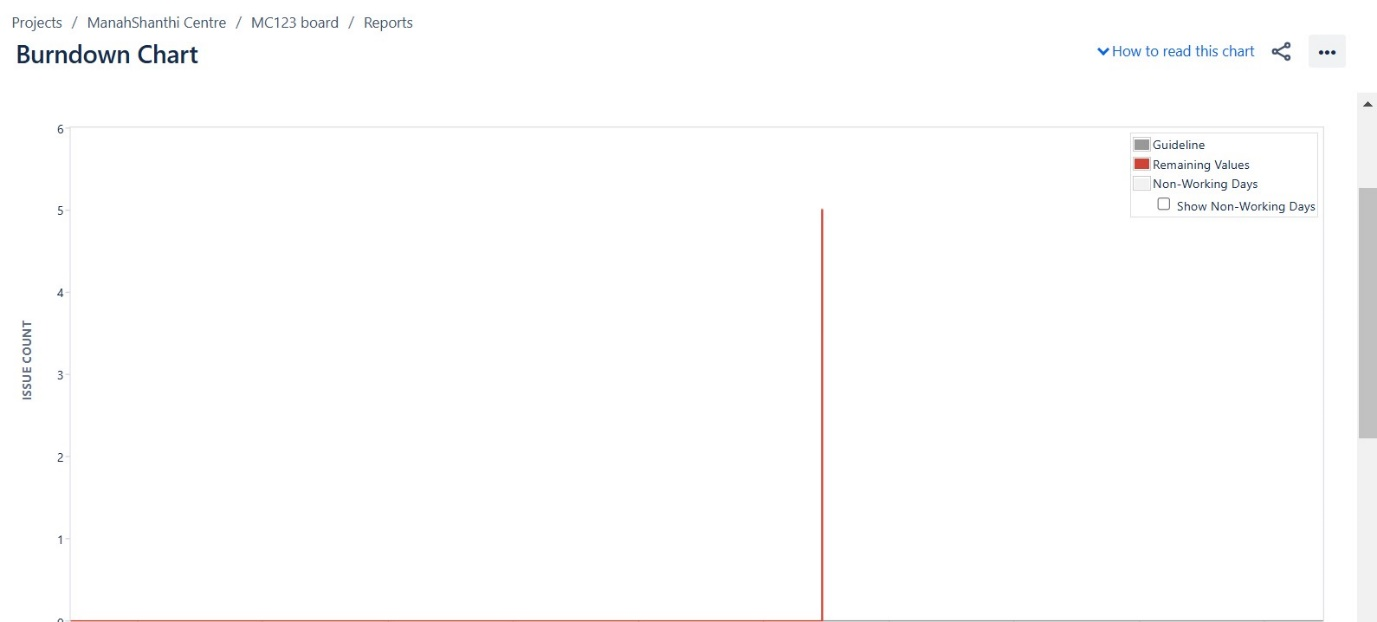 Projects / ManahShanthi Centre / MC123 board / Reports
Burndown Chart
How to read this chart
6
5
4
3
2
1
0
ISSUE COUNT
Guideline
Remaining Values
Non-Working Days
Show Non-Working Days